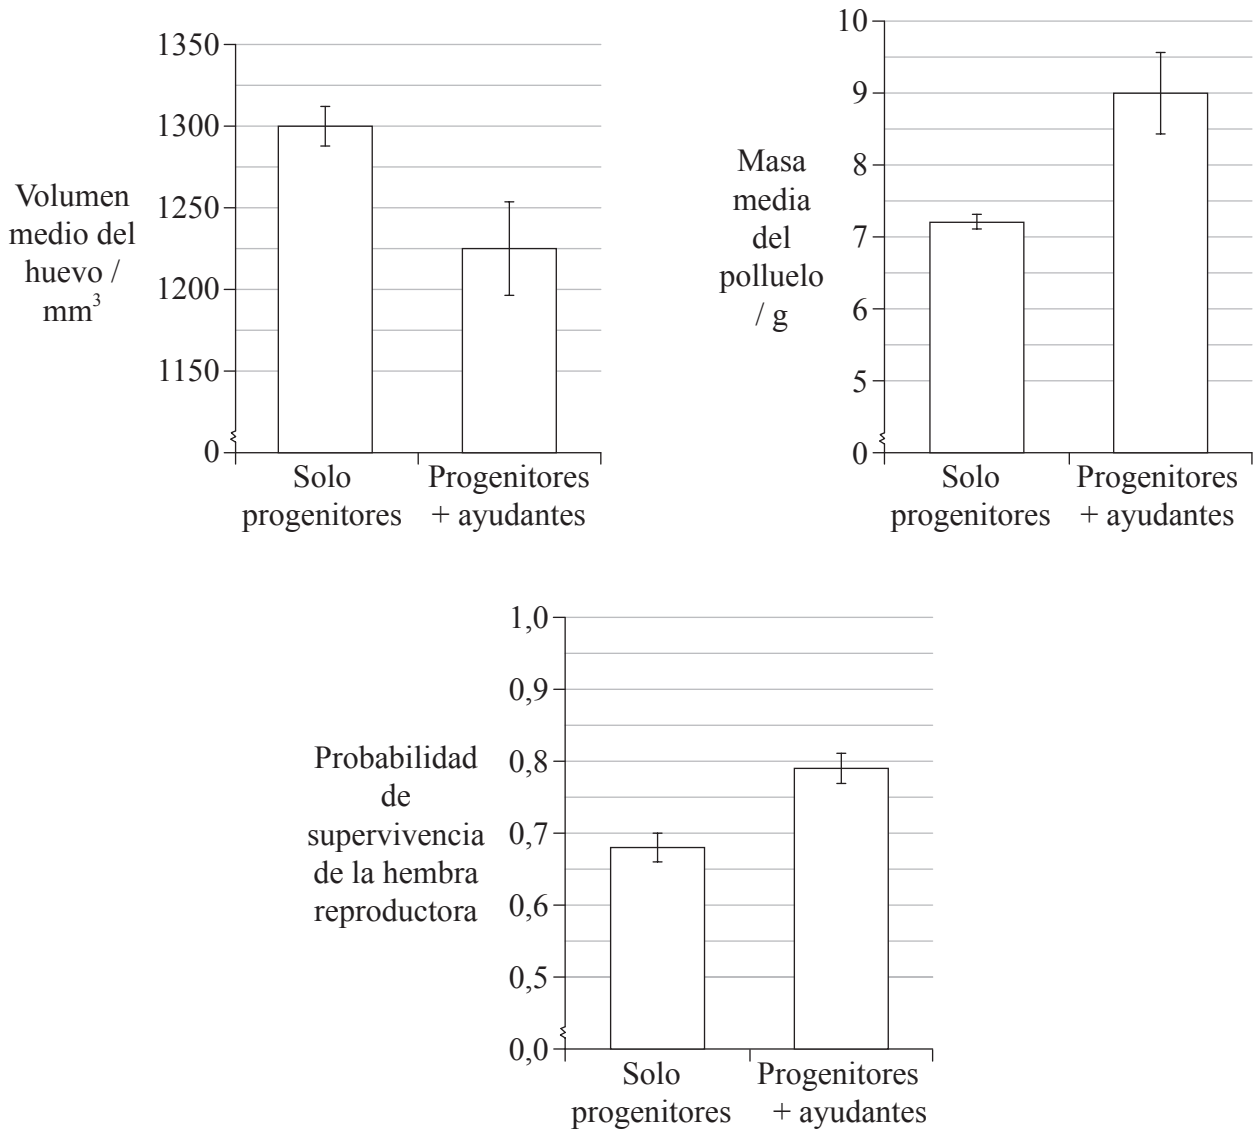 Volumen
medio del
huevo /
mm³
1350
1300
1250
1200
1150
0
Solo
progenitores
Progenitores
+ ayudantes
Masa
media
del
polluelo
/ g
10
9
8
7
6
5
0
Solo
progenitores
Progenitores
+ ayudantes
Probabilidad
de
supervivencia
de la hembra
reproductora
1,0
0,9
0,8
0,7
0,6
0,5
0,0
Solo
progenitores
Progenitores
+ ayudantes